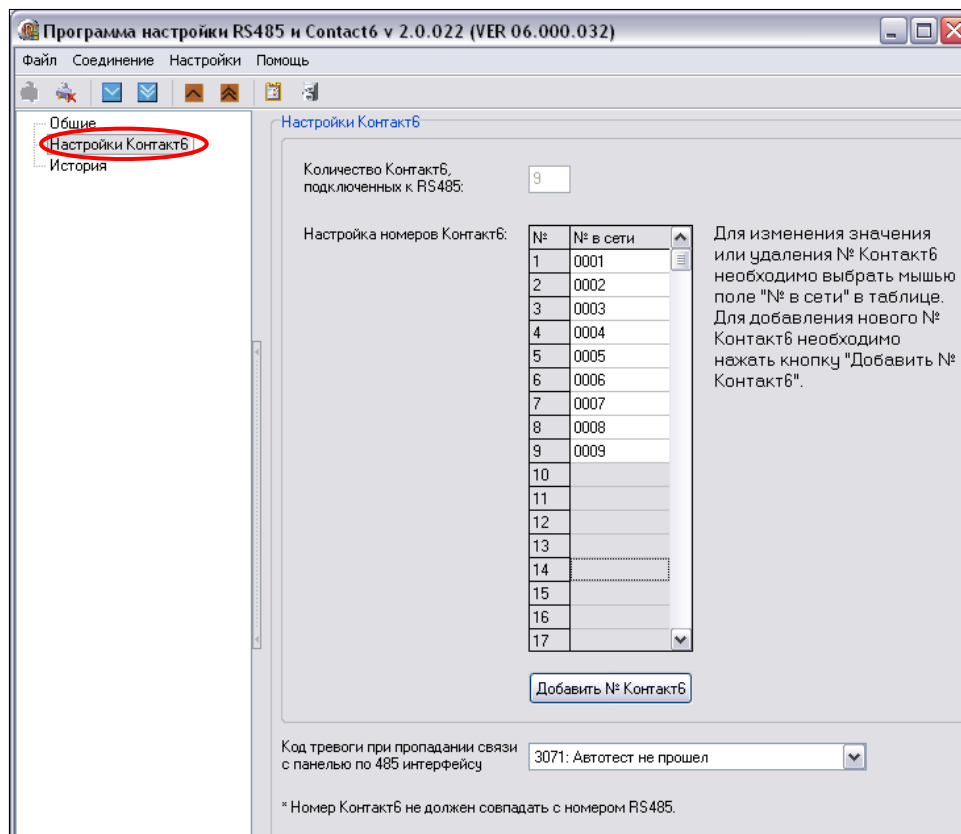 Программа настройки RS485 и Contact6 v 2.0.022 (VER 06.000.032)
Файл Соединение Настройки Помощь
Общие
Настройки Контакт6
История
Настройки Контакт6
Количество Контакт6,
подключенных к RS485:
9
Настройка номеров Контакт6:
№ № в сети
1 0001
2 0002
3 0003
4 0004
5 0005
6 0006
7 0007
8 0008
9 0009
10
11
12
13
14
15
16
17
Для изменения значения
или удаления № Контакт6
необходимо выбрать мышью
поле "№ в сети" в таблице.
Для добавления нового №
Контакт6 необходимо
нажать кнопку "Добавить №
Контакт6".
Добавить № Контакт6
Код тревоги при пропадании связи
с панелью по 485 интерфейсу
3071: Автотест не прошел
* Номер Контакт6 не должен совпадать с номером RS485.